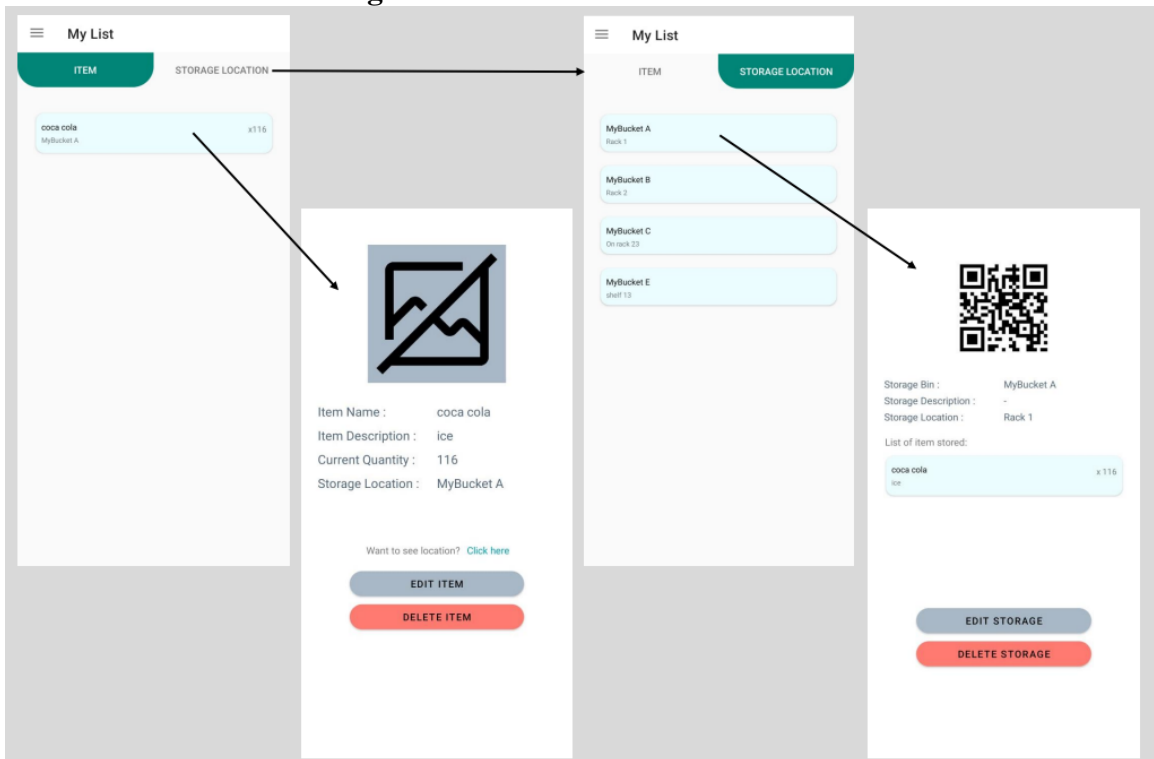 My List
ITEM STORAGE LOCATION
coca cola x116
MyBucket A
Item Name : coca cola
Item Description : ice
Current Quantity : 116
Storage Location : MyBucket A
Want to see location? Click here
EDIT ITEM
DELETE ITEM
My List
ITEM STORAGE LOCATION
MyBucket A
Rack 1
MyBucket B
Rack 2
MyBucket C
On rack 23
MyBucket E
shelf 13
Storage Bin : MyBucket A
Storage Description : -
Storage Location : Rack 1
List of item stored:
coca cola x 116
ice
EDIT STORAGE
DELETE STORAGE